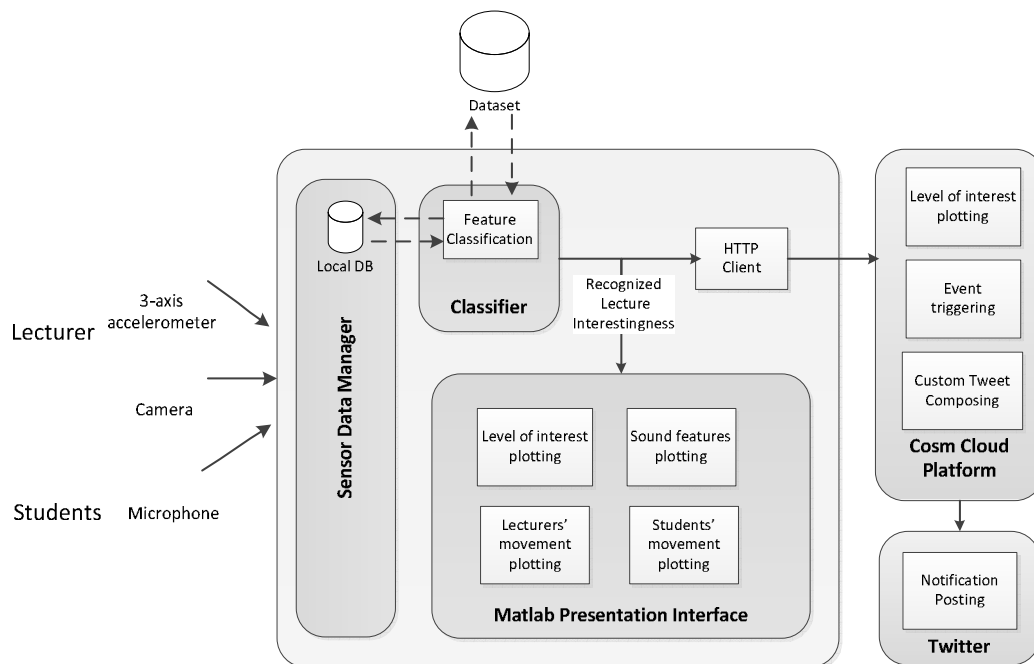 Dataset
Lecturer
3-axis
accelerometer
Camera
Students
Microphone
Local DB
Sensor Data Manager
Feature
Classification
Classifier
Recognized
Lecture
Interestingness
HTTP
Client
Level of interest
plotting
Sound features
plotting
Lecturers’
movement
plotting
Students’
movement
plotting
Matlab Presentation Interface
Level of interest
plotting
Event
triggering
Custom Tweet
Composing
Cosm Cloud
Platform
Notification
Posting
Twitter